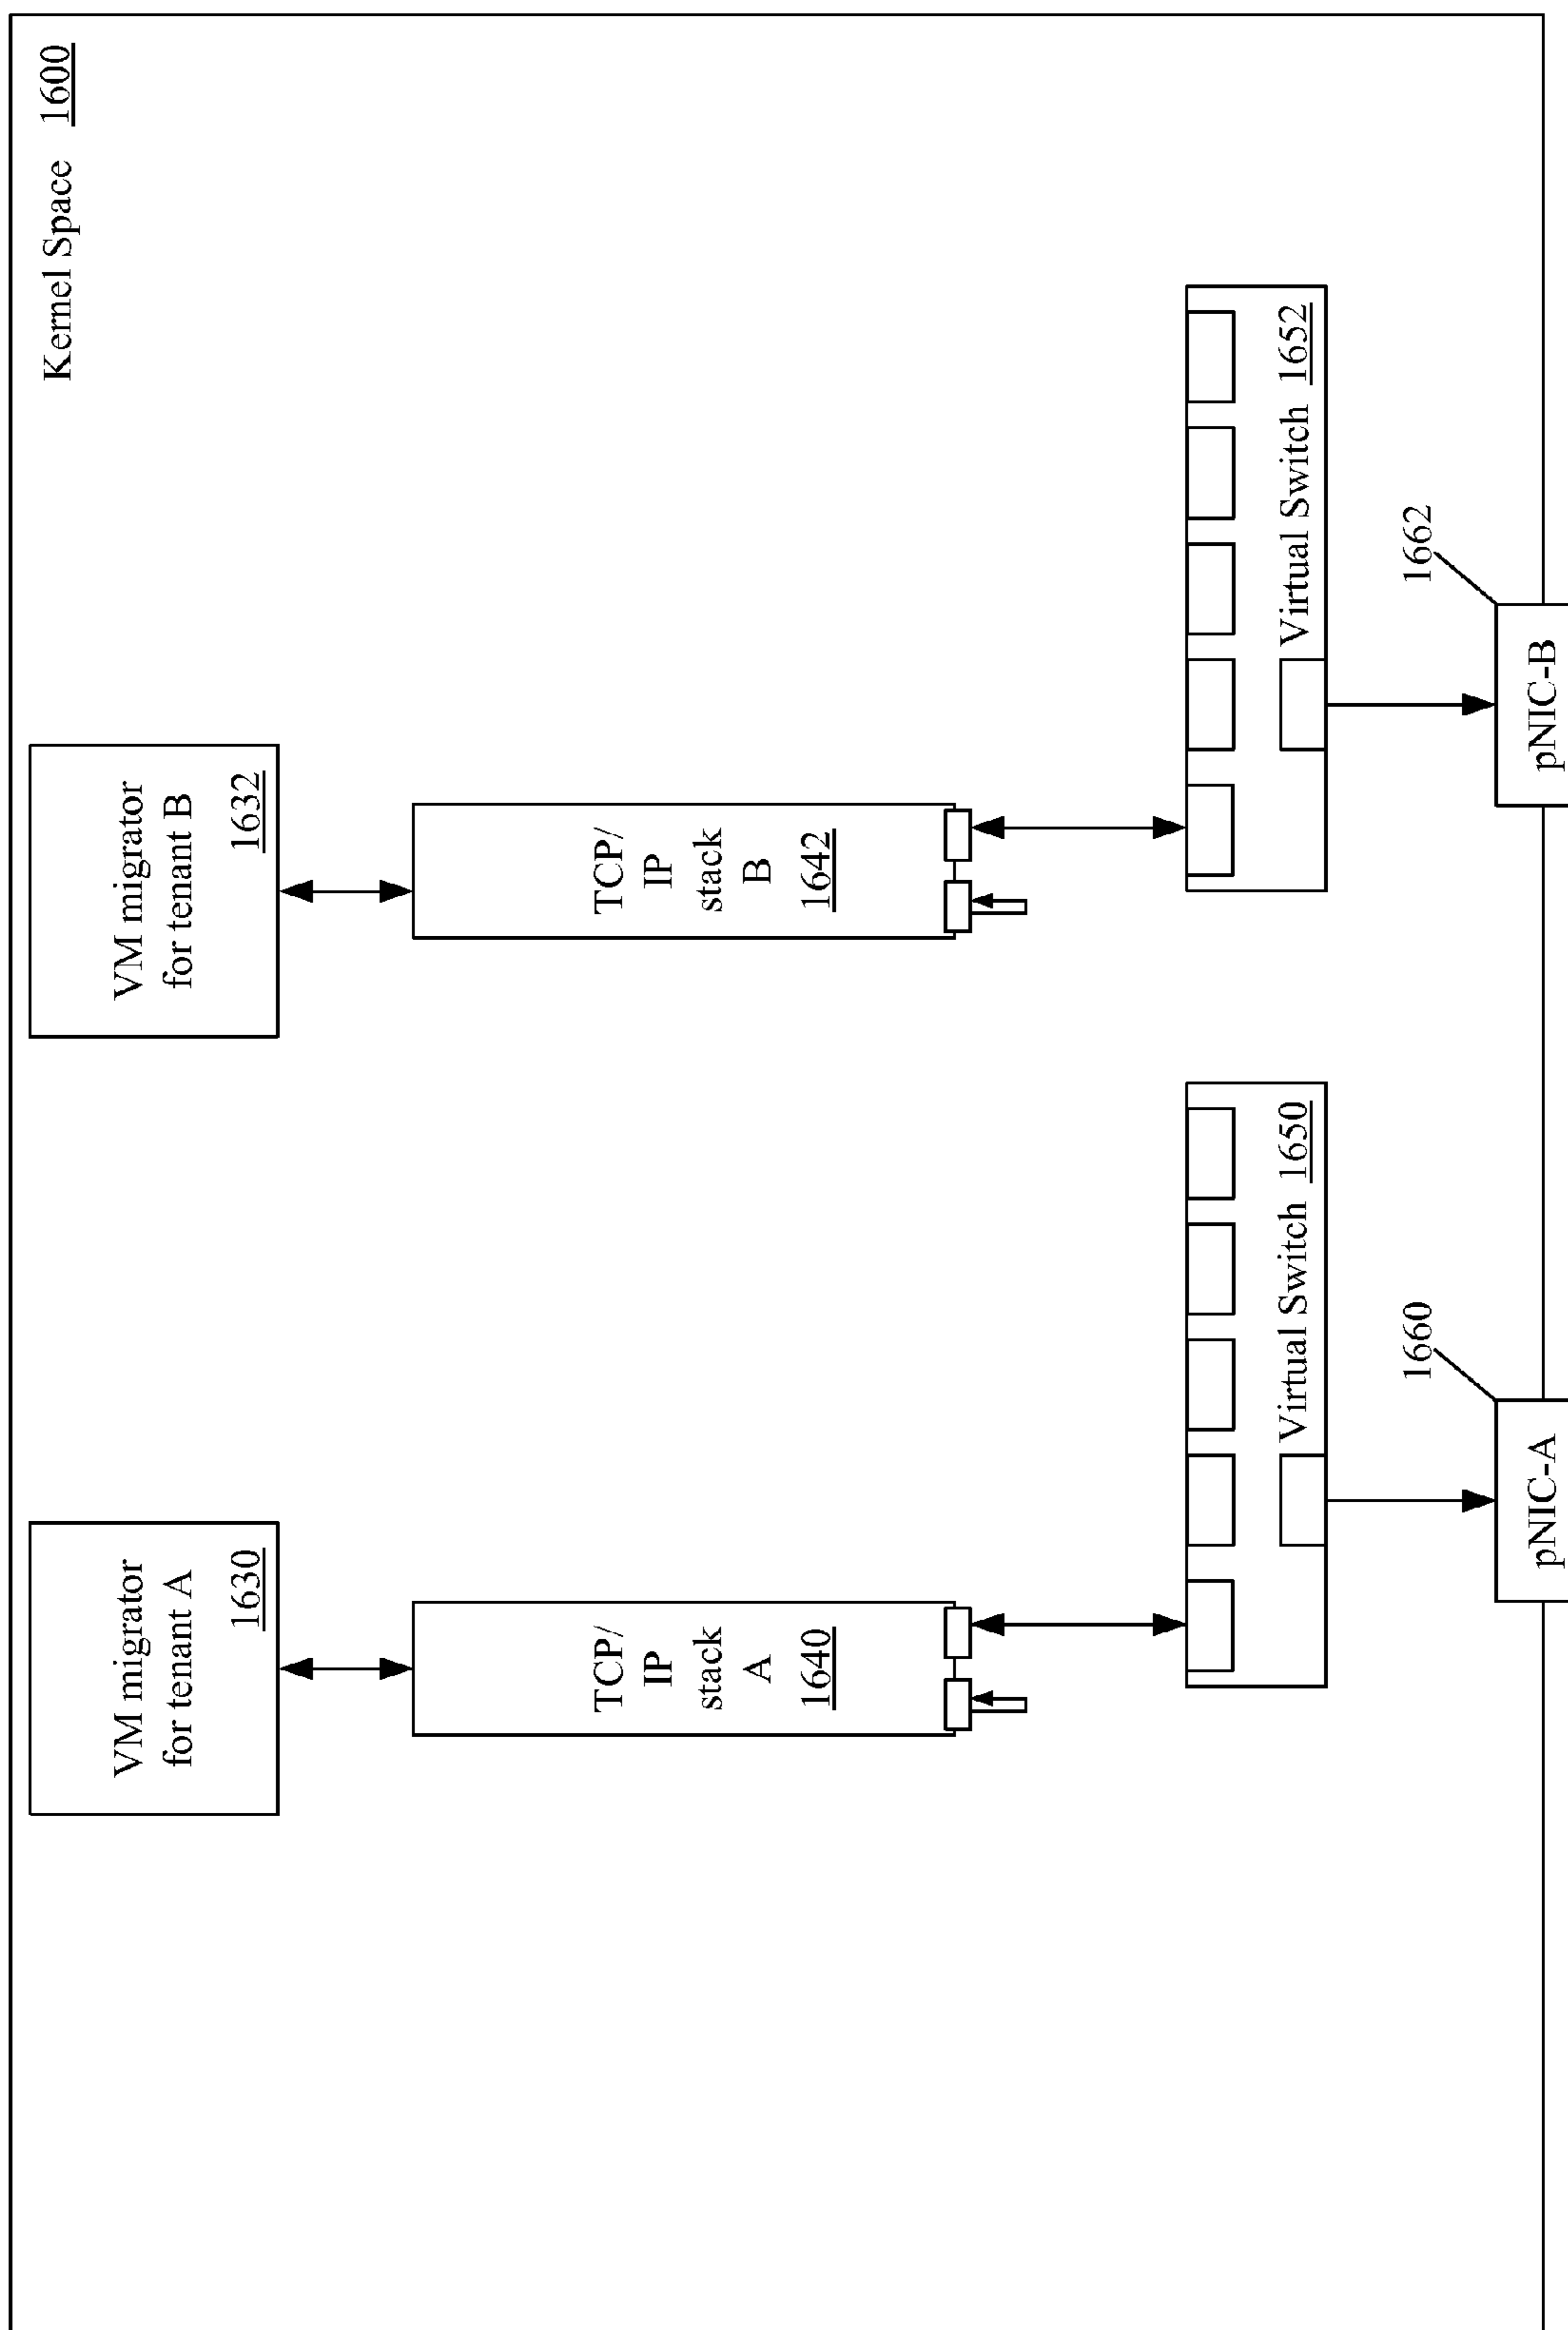 Kernel Space 1600
VM migrator
for tenant A
1630
VM migrator
for tenant B
1632
TCP/
IP
stack
A
1640
TCP/
IP
stack
B
1642
Virtual Switch 1650
Virtual Switch 1652
1660
1662
pNIC-A
pNIC-B